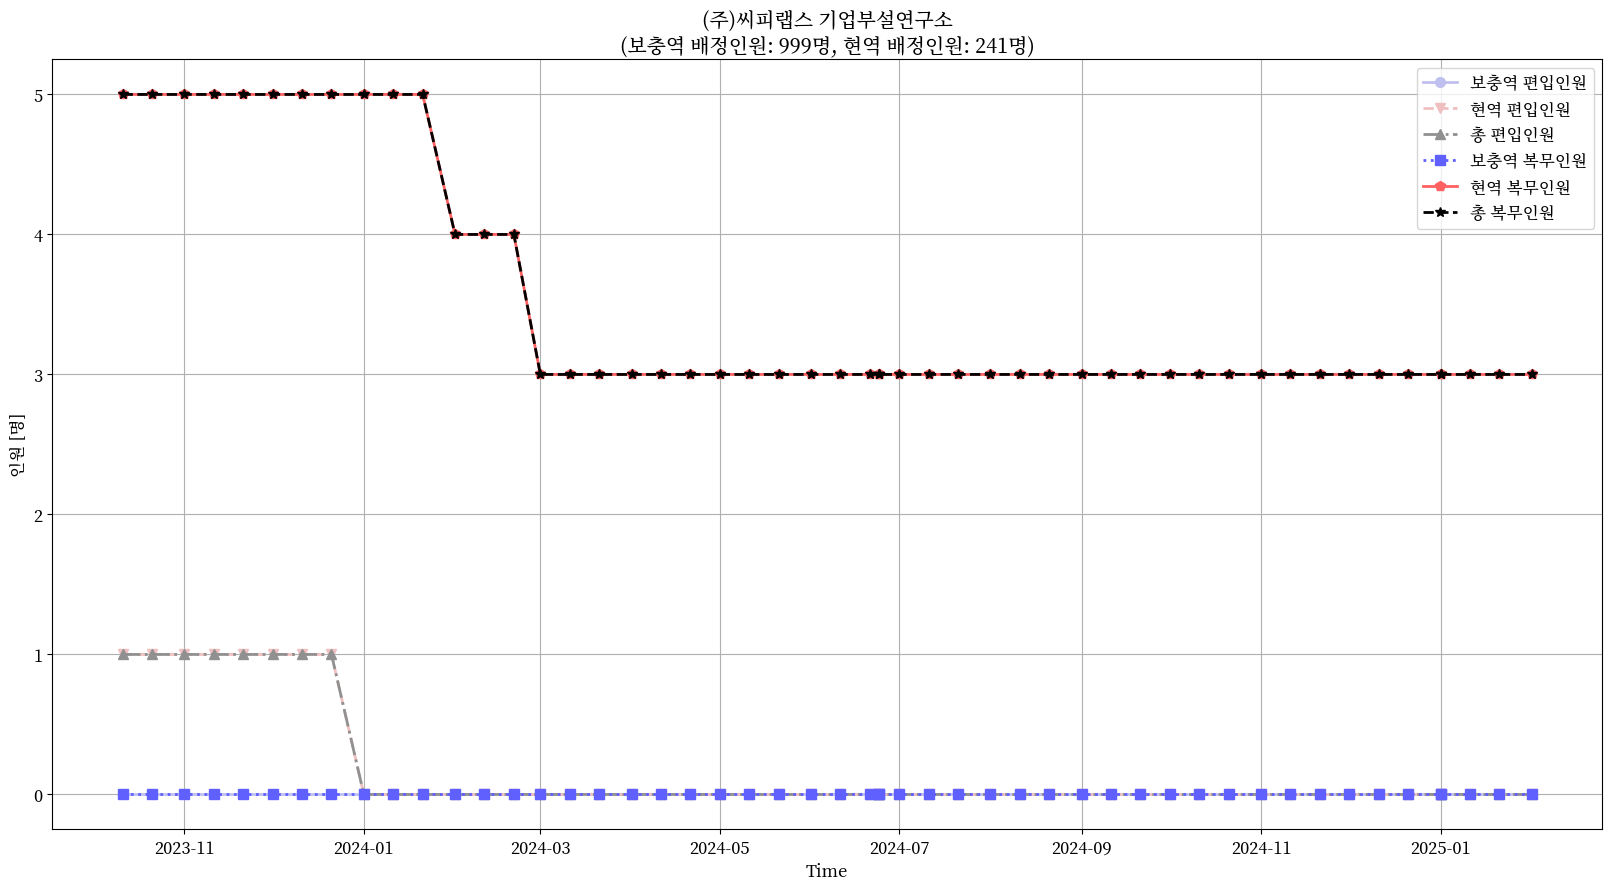 (주)씨피랩스 기업부설연구소
(보충역 배정인원: 999명, 현역 배정인원: 241명)
보충역 편입인원
현역 편입인원
총 편입인원
보충역 복무인원
현역 복무인원
총 복무인원
인원 [명]
5
4
3
2
1
0
2023-11
2024-01
2024-03
2024-05
2024-07
2024-09
2024-11
2025-01
Time